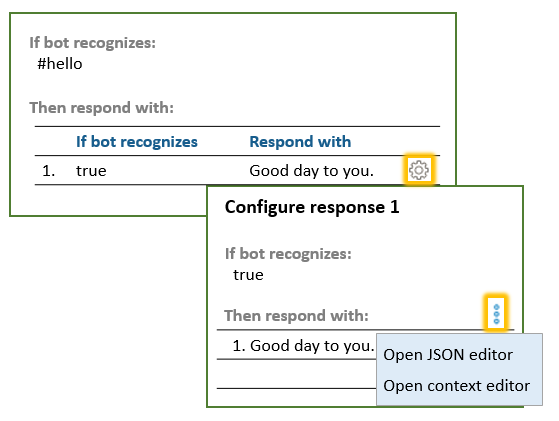 If bot recognizes:
#hello
Then respond with:
If bot recognizes Respond with
1. true Good day to you.
Configure response 1
If bot recognizes:
true
Then respond with:
1. Good day to you.
Open JSON editor
Open context editor